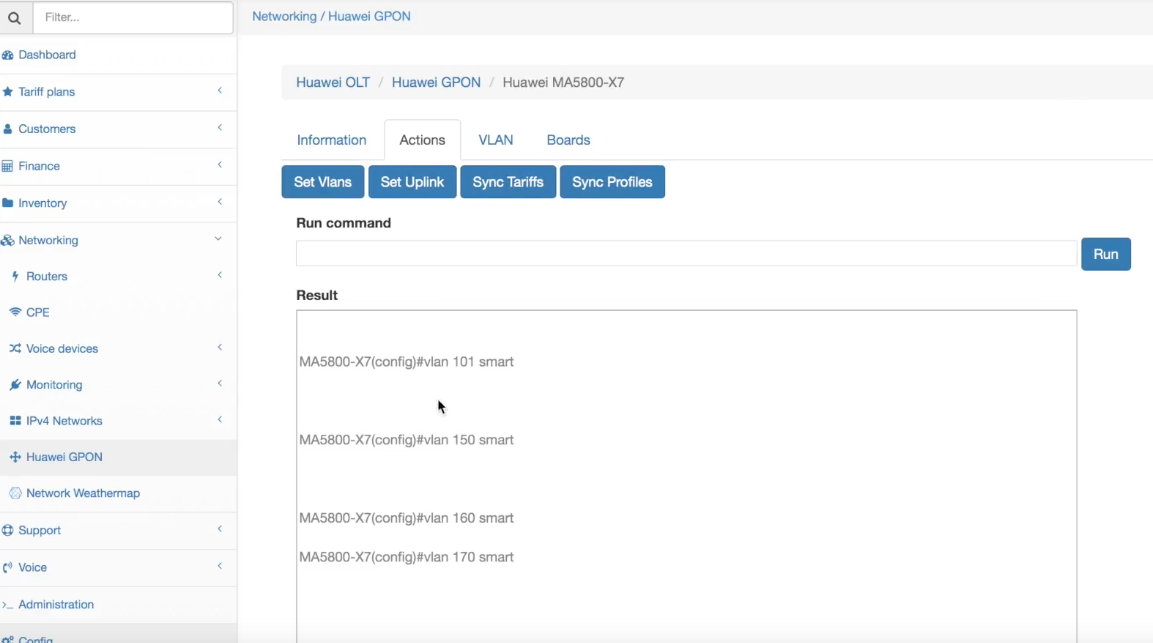 Filter...
Networking / Huawei GPON
Dashboard
Tariff plans
Customers
Finance
Inventory
Networking
Routers
CPE
Voice devices
Monitoring
IPv4 Networks
Huawei GPON
Network Weathermap
Support
Voice
Administration
Config
Huawei OLT / Huawei GPON / Huawei MA5800-X7
Information Actions VLAN Boards
Set Vlans Set Uplink Sync Tariffs Sync Profiles
Run command
Run
Result
MA5800-X7(config)#vlan 101 smart
MA5800-X7(config)#vlan 150 smart
MA5800-X7(config)#vlan 160 smart
MA5800-X7(config)#vlan 170 smart